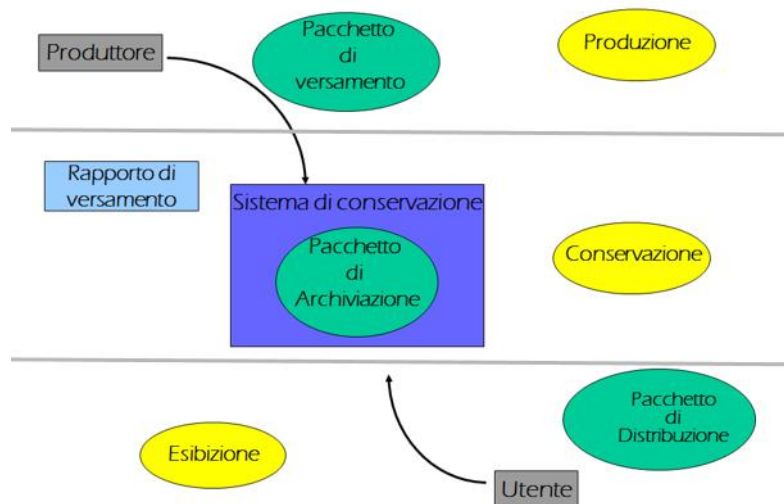 Produttore
Pacchetto
di
versamento
Produzione
Rapporto di
versamento
Sistema di conservazione
Pacchetto
di
Archiviazione
Conservazione
Esibizione
Utente
Pacchetto
di
Distribuzione